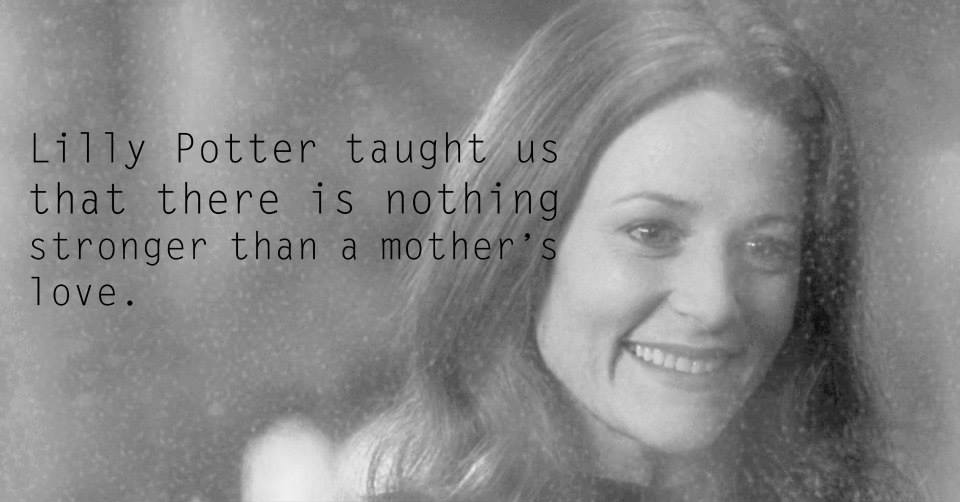 Lilly Potter taught us
that there is nothing
stronger than a mother’s
love.